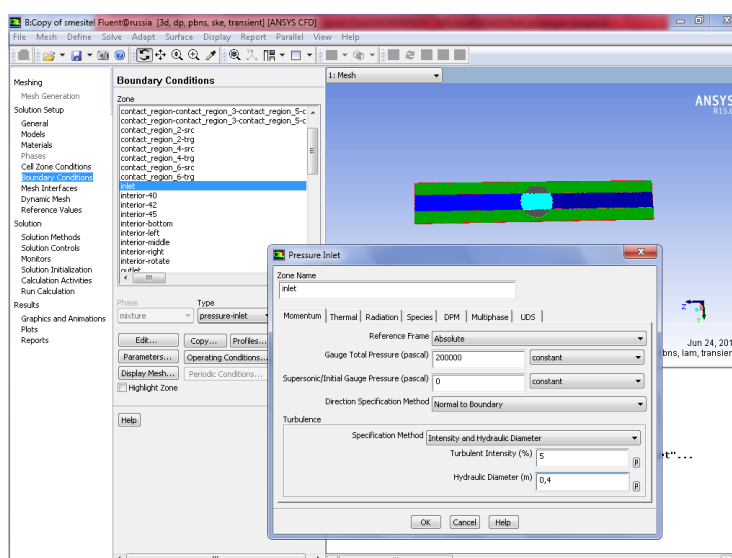 B:Copy of smesitel Fluent@russia [3d, dp, pbns, ske, transient] [ANSYS CFD]
File Mesh Define Solve Adapt Surface Display Report Parallel View Help
Meshing
Mesh Generation
Solution Setup
General
Models
Materials
Phases
Cell Zone Conditions
Boundary Conditions
Mesh Interfaces
Dynamic Mesh
Reference Values
Solution
Solution Methods
Solution Controls
Monitors
Solution Initialization
Calculation Activities
Run Calculation
Results
Graphics and Animations
Plots
Reports
Boundary Conditions
Zone
contact_region-contact_region_3-contact_region_5-c
contact_region-contact_region_3-contact_region_5-c
contact_region_2-src
contact_region_2-trg
contact_region_4-src
contact_region_4-trg
contact_region_6-src
contact_region_6-trg
inlet
interior-40
interior-42
interior-45
interior-bottom
interior-left
interior-middle
interior-right
interior-rotate
outlet
Phase
Type
mixture
pressure-inlet
Edit...
Copy...
Profiles...
Parameters...
Operating Conditions...
Display Mesh...
Periodic Conditions...
Highlight Zone
Help
1: Mesh
ANSYS
R15.0
Z
Y
Jun 24, 201
bns, lam, transien
et"...
Pressure Inlet
Zone Name
inlet
Momentum Thermal Radiation Species DPM Multiphase UDS
Reference Frame Absolute
Gauge Total Pressure (pascal) 200000 constant
Supersonic/Initial Gauge Pressure (pascal) 0 constant
Direction Specification Method Normal to Boundary
Turbulence
Specification Method Intensity and Hydraulic Diameter
Turbulent Intensity (%) 5 P
Hydraulic Diameter (m) 0,4 P
OK Cancel Help